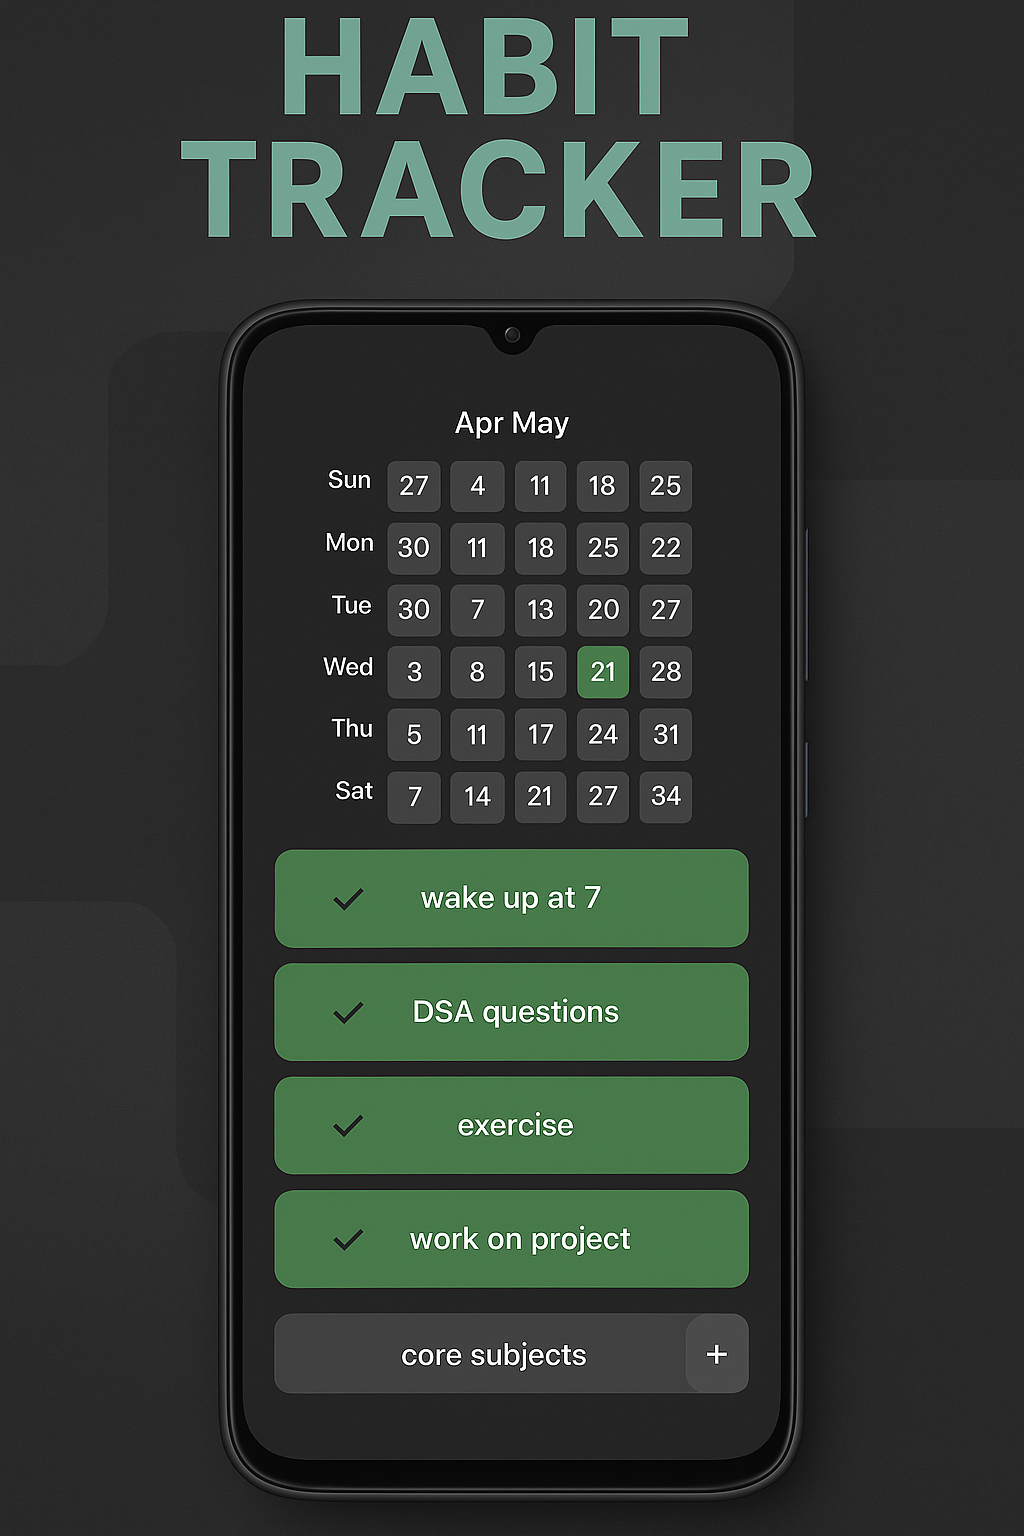 HABIT
TRACKER
Apr May
Sun 27 4 11 18 25
Mon 30 11 18 25 22
Tue 30 7 13 20 27
Wed 3 8 15 21 28
Thu 5 11 17 24 31
Sat 7 14 21 27 34
wake up at 7
DSA questions
exercise
work on project
core subjects +